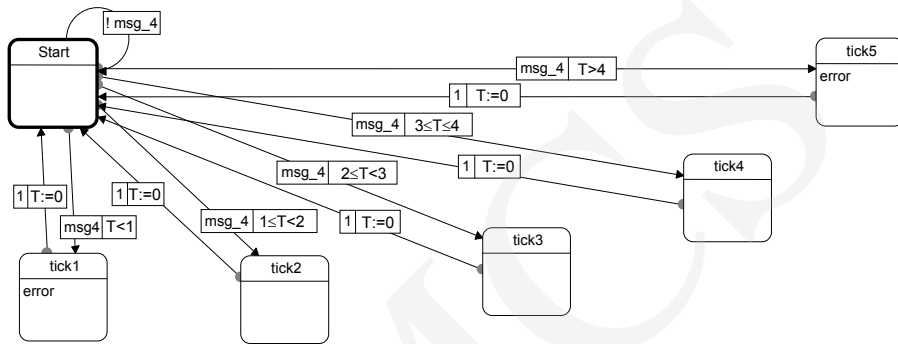 ! msg_4
Start
tick5
error
msg_4 T>4
1 T:=0
msg_4 3≤T≤4
1 T:=0
tick4
msg_4 2≤T<3
1 T:=0
1 T:=0
msg_4 1≤T<2
1 T:=0
msg4 T<1
tick3
tick1
error
tick2
MCS